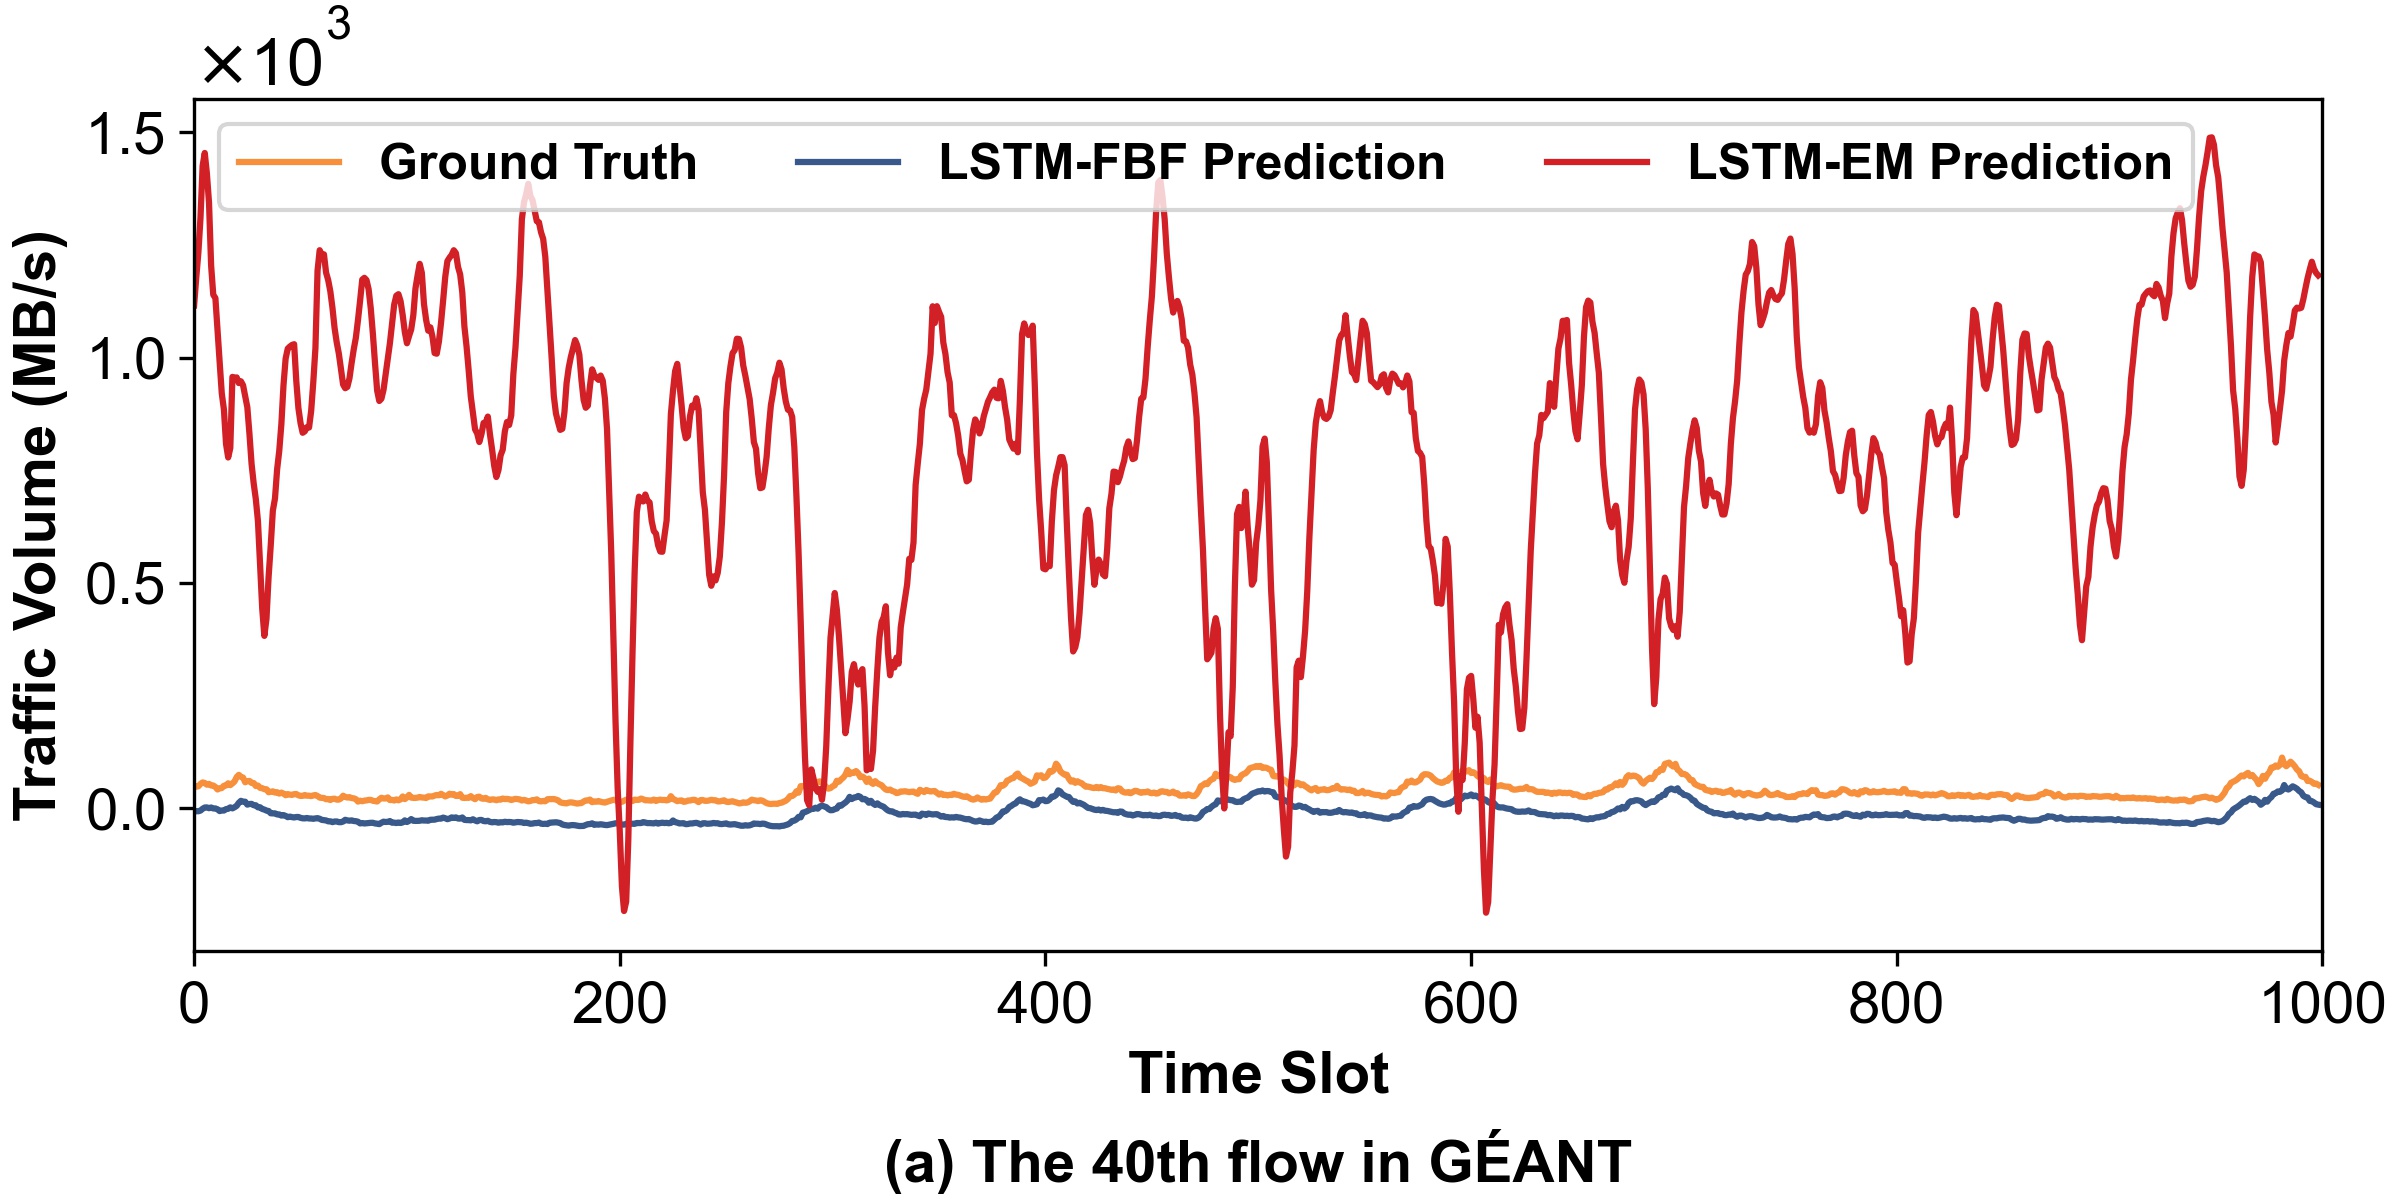 ×10³
1.5
1.0
0.5
0.0
Traffic Volume (MB/s)
Ground Truth LSTM-FBF Prediction LSTM-EM Prediction
0 200 400 600 800 1000
Time Slot
(a) The 40th flow in GÉANT